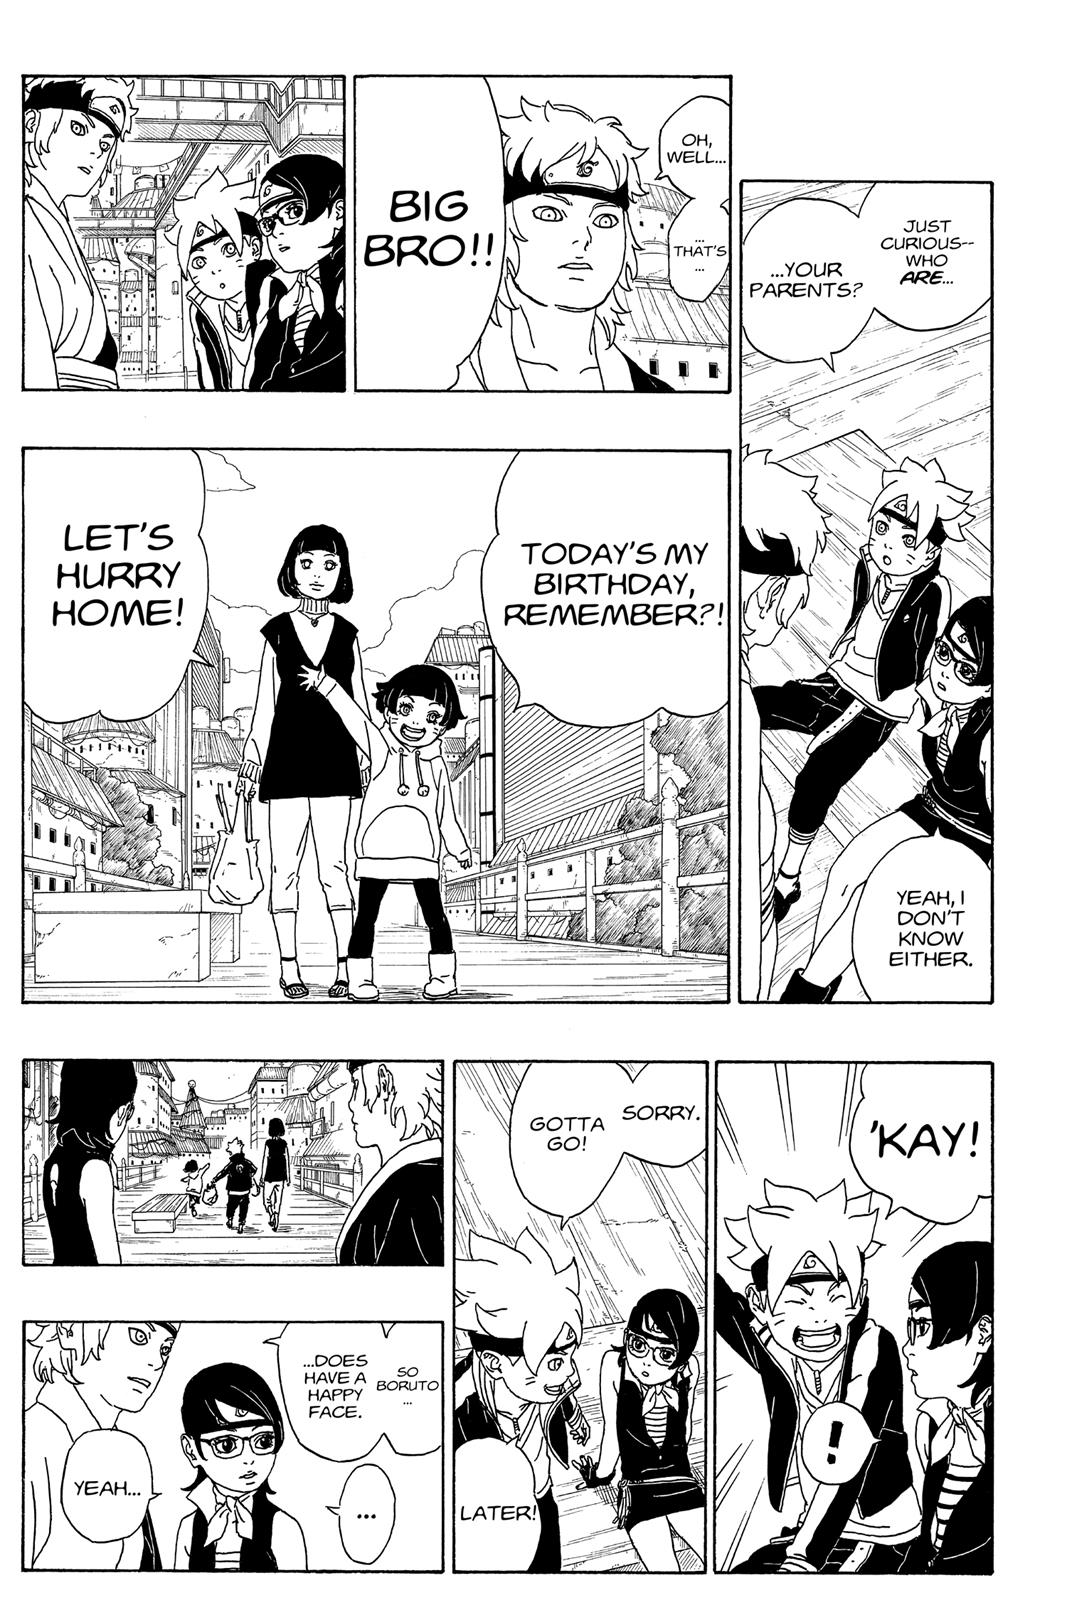 JUST
CURIOUS--
WHO
ARE...
...YOUR
PARENTS?
YEAH, I
DON'T
KNOW
EITHER.
OH,
WELL...
...
THAT'S
...
BIG
BRO!!
TODAY'S MY
BIRTHDAY,
REMEMBER?!
LET'S
HURRY
HOME!
'KAY!
!
SORRY.
GOTTA
GO!
LATER!
SO
BORUTO
...
...DOES
HAVE A
HAPPY
FACE.
...
YEAH...